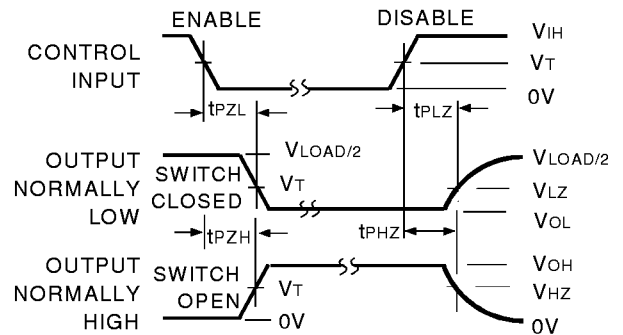 ENABLE DISABLE
CONTROL INPUT
VIH
VT
0V
tPZL tPLZ
OUTPUT NORMALLY LOW
SWITCH CLOSED
VLOAD/2
VT
VLOAD/2
VLZ
VOL
tPZH tPHZ
OUTPUT NORMALLY HIGH
SWITCH OPEN
VT
0V
VOH
VHZ
0V